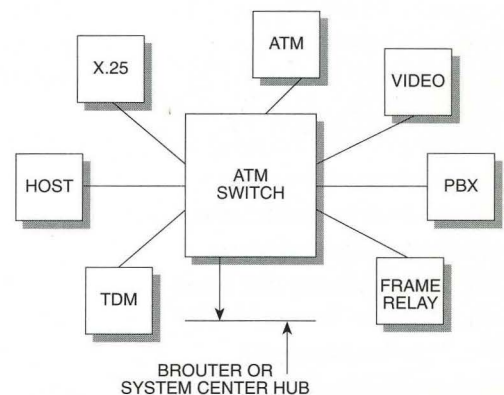 ATM
X.25
VIDEO
HOST
ATM
SWITCH
PBX
TDM
FRAME
RELAY
BROUTER OR
SYSTEM CENTER HUB